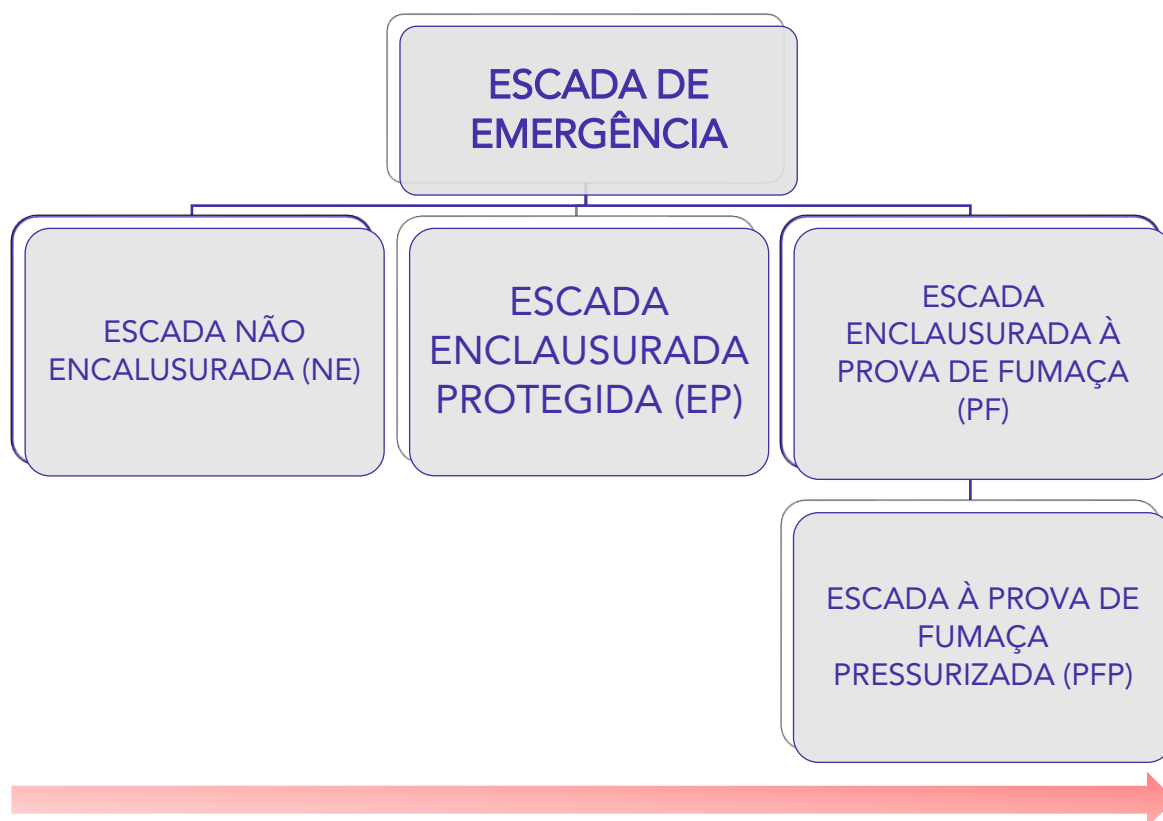 ESCADA DE
EMERGÊNCIA
ESCADA NÃO
ENCALUSURADA (NE)
ESCADA
ENCLAUSURADA
PROTEGIDA (EP)
ESCADA
ENCLAUSURADA À
PROVA DE FUMAÇA
(PF)
ESCADA À PROVA DE
FUMAÇA
PRESSURIZADA (PFP)